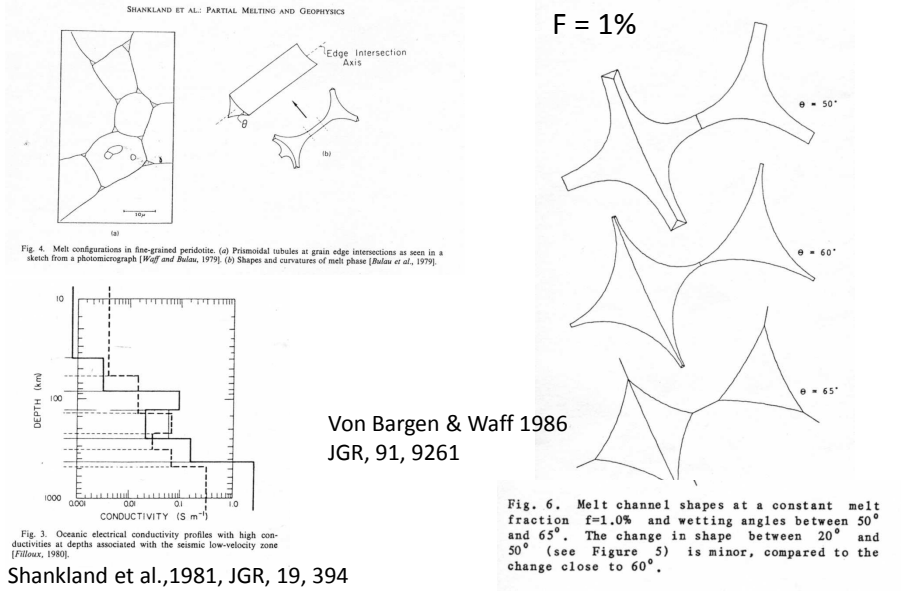 SHANKLAND ET AL.: PARTIAL MELTING AND GEOPHYSICS
Edge Intersection
Axis
θ
10μ
(a)
(b)
Fig. 4. Melt configurations in fine-grained peridotite. (a) Prismoidal tubules at grain edge intersections as seen in a
sketch from a photomicrograph [Waff and Bulau, 1979]. (b) Shapes and curvatures of melt phase [Bulau et al., 1979].
10
100
1000
DEPTH (km)
0.001 0.01 0.1 1.0
CONDUCTIVITY (S m⁻¹)
Fig. 3. Oceanic electrical conductivity profiles with high con-
ductivities at depths associated with the seismic low-velocity zone
[Filloux, 1980].
Shankland et al.,1981, JGR, 19, 394
F = 1%
θ = 50°
θ = 60°
θ = 65°
Von Bargen & Waff 1986
JGR, 91, 9261
Fig. 6. Melt channel shapes at a constant melt
fraction f=1.0% and wetting angles between 50°
and 65°. The change in shape between 20° and
50° (see Figure 5) is minor, compared to the
change close to 60°.